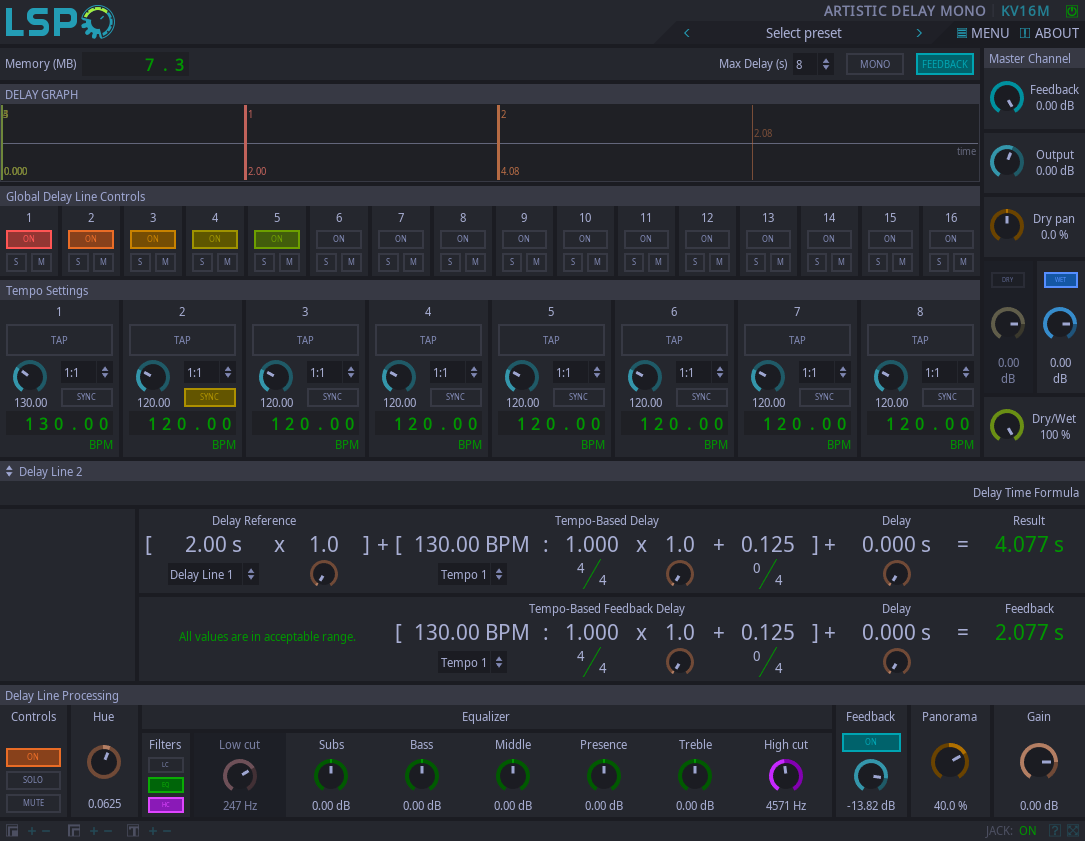 LSP
ARTISTIC DELAY MONO KV16M
Select preset
MENU ABOUT
Memory (MB) 7.3
Max Delay (s) 8 MONO FEEDBACK
Master Channel
DELAY GRAPH
1 2
2.08
time
0.000 2.00 4.08
Feedback
0.00 dB
Output
0.00 dB
Dry pan
0.0 %
DRY WET
0.00 dB
0.00 dB
Dry/Wet
100 %
Global Delay Line Controls
1 2 3 4 5 6 7 8 9 10 11 12 13 14 15 16
ON ON ON ON ON ON ON ON ON ON ON ON ON ON ON ON
S M S M S M S M S M S M S M S M S M S M S M S M S M S M S M S M
Tempo Settings
1 2 3 4 5 6 7 8
TAP TAP TAP TAP TAP TAP TAP TAP
1:1 1:1 1:1 1:1 1:1 1:1 1:1 1:1
SYNC SYNC SYNC SYNC SYNC SYNC SYNC SYNC
130.00 120.00 120.00 120.00 120.00 120.00 120.00 120.00
130.00 120.00 120.00 120.00 120.00 120.00 120.00 120.00
BPM BPM BPM BPM BPM BPM BPM BPM
Delay Line 2
Delay Time Formula
Delay Reference Tempo-Based Delay Delay Result
[ 2.00 s x 1.0 ] + [ 130.00 BPM : 1.000 x 1.0 + 0.125 ] + 0.000 s = 4.077 s
Delay Line 1 Tempo 1 4/4 0/4
Tempo-Based Feedback Delay Delay Feedback
All values are in acceptable range. [ 130.00 BPM : 1.000 x 1.0 + 0.125 ] + 0.000 s = 2.077 s
Tempo 1 4/4 0/4
Delay Line Processing
Controls Hue Equalizer Feedback Panorama Gain
ON
SOLO
MUTE
0.0625
Filters Low cut Subs Bass Middle Presence Treble High cut
LC
EQ
HC
247 Hz 0.00 dB 0.00 dB 0.00 dB 0.00 dB 0.00 dB 4571 Hz
ON
-13.82 dB 40.0 % 0.00 dB
JACK: ON